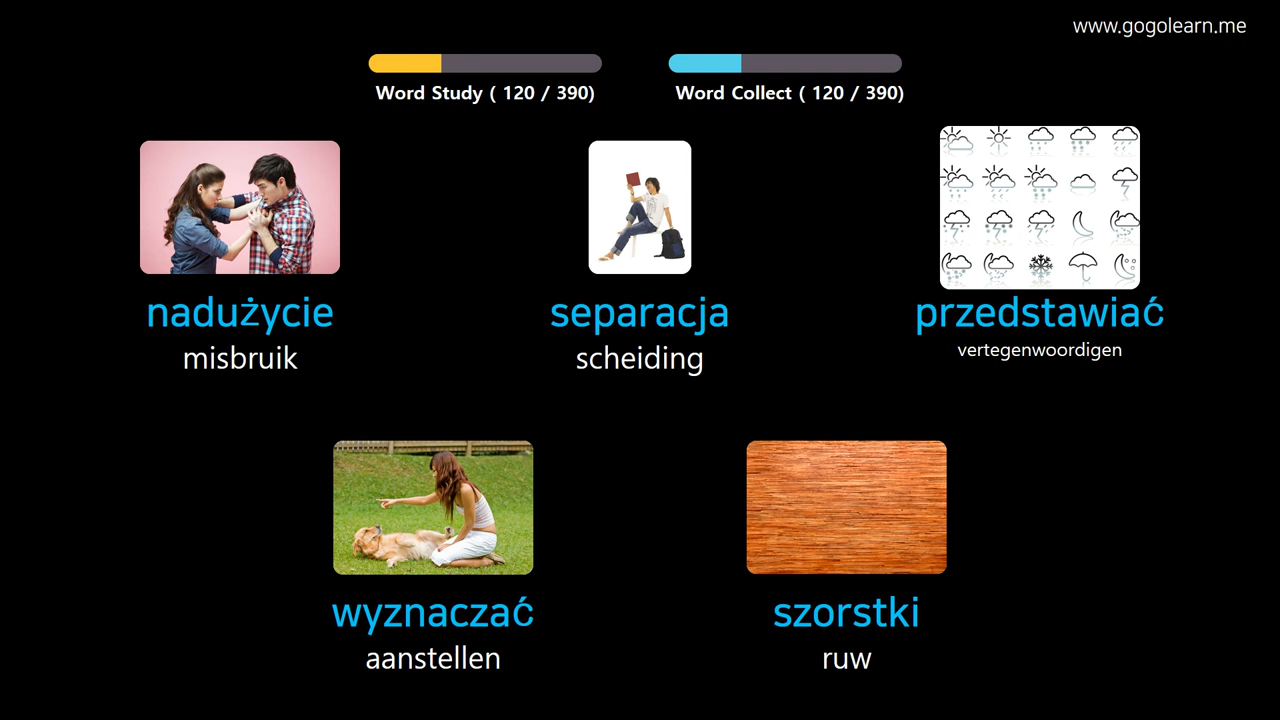 www.gogolearn.me
Word Study ( 120 / 390)
Word Collect ( 120 / 390)
nadużycie
misbruik
separacja
scheiding
przedstawiać
vertegenwoordigen
wyznaczać
aanstellen
szorstki
ruw